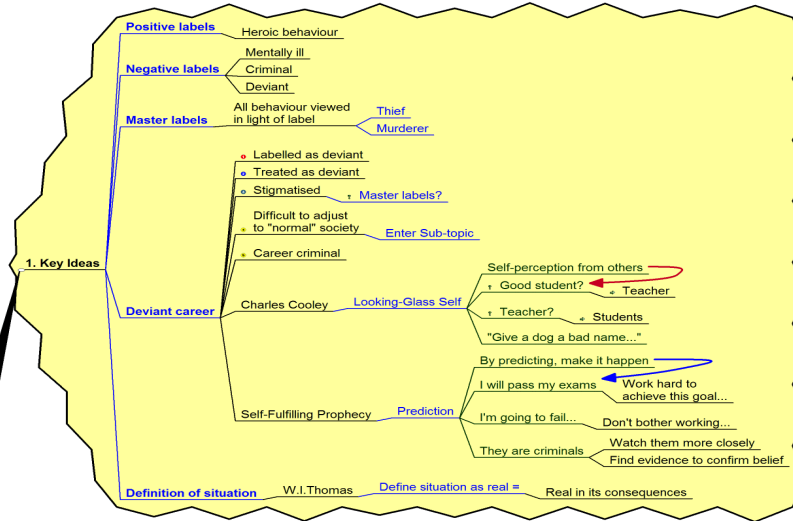 Positive labels
Heroic behaviour
Negative labels
Mentally ill
Criminal
Deviant
Master labels
All behaviour viewed
in light of label
Thief
Murderer
1. Key Ideas
Deviant career
Labelled as deviant
Treated as deviant
Stigmatised
Master labels?
Difficult to adjust
to "normal" society
Enter Sub-topic
Career criminal
Charles Cooley
Looking-Glass Self
Self-perception from others
Good student?
Teacher
Teacher?
Students
"Give a dog a bad name..."
Self-Fulfilling Prophecy
Prediction
By predicting, make it happen
I will pass my exams
Work hard to
achieve this goal...
I'm going to fail...
Don't bother working...
They are criminals
Watch them more closely
Find evidence to confirm belief
Definition of situation
W.I.Thomas
Define situation as real =
Real in its consequences